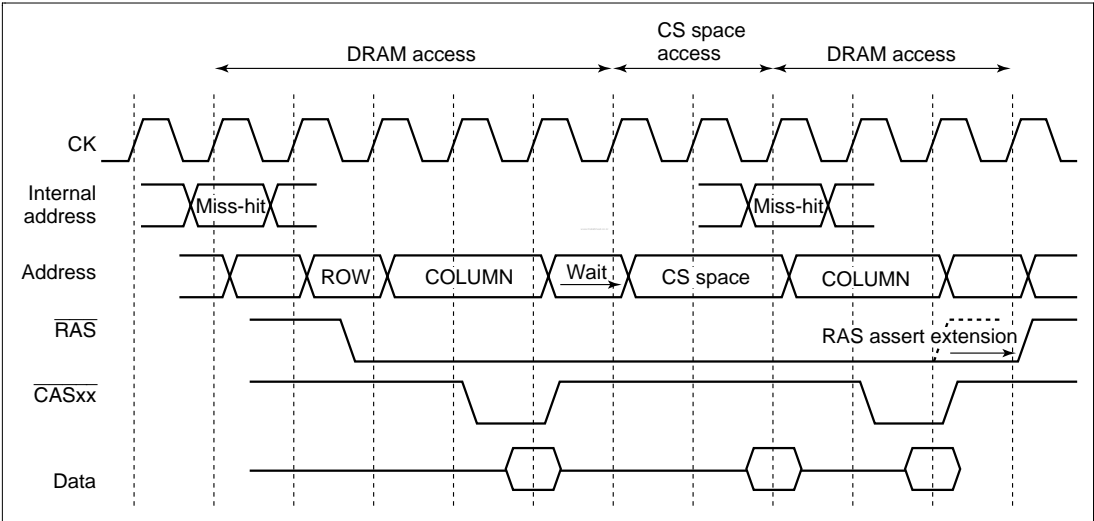 DRAM access
CS space
access
DRAM access
CK
Internal
address
Miss-hit
Miss-hit
Address
ROW
COLUMN
Wait
CS space
COLUMN
RAS
RAS assert extension
CASxx
Data